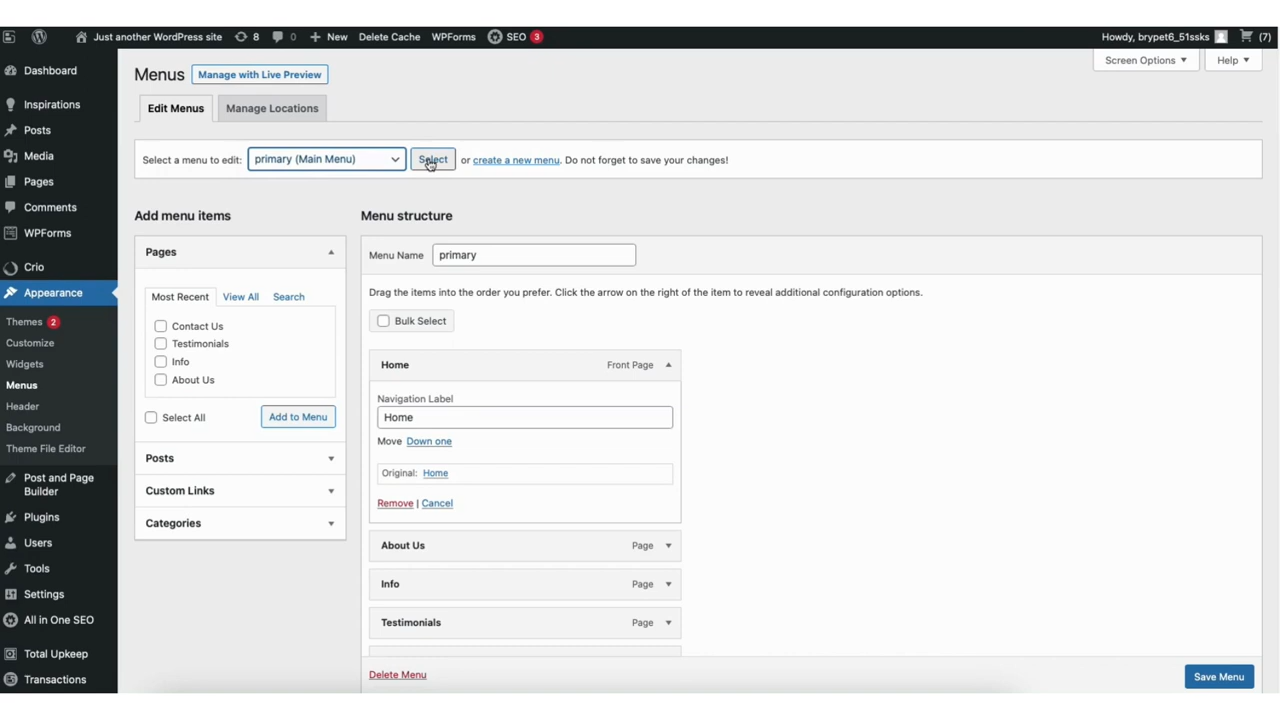 Just another WordPress site 8 0 New Delete Cache WPForms SEO 3 Howdy, brypet6_51ssks (7)
Screen Options ▼ Help ▼
Dashboard
Inspirations
Posts
Media
Pages
Comments
WPForms
Crio
Appearance
Themes 2
Customize
Widgets
Menus
Header
Background
Theme File Editor
Post and Page
Builder
Plugins
Users
Tools
Settings
All in One SEO
Total Upkeep
Transactions
Menus Manage with Live Preview
Edit Menus Manage Locations
Select a menu to edit: primary (Main Menu) Select or create a new menu. Do not forget to save your changes!
Add menu items
Pages ▲
Most Recent View All Search
Contact Us
Testimonials
Info
About Us
Select All Add to Menu
Posts ▼
Custom Links ▼
Categories ▼
Menu structure
Menu Name primary
Drag the items into the order you prefer. Click the arrow on the right of the item to reveal additional configuration options.
Bulk Select
Home Front Page ▲
Navigation Label
Home
Move Down one
Original: Home
Remove | Cancel
About Us Page ▼
Info Page ▼
Testimonials Page ▼
Delete Menu Save Menu